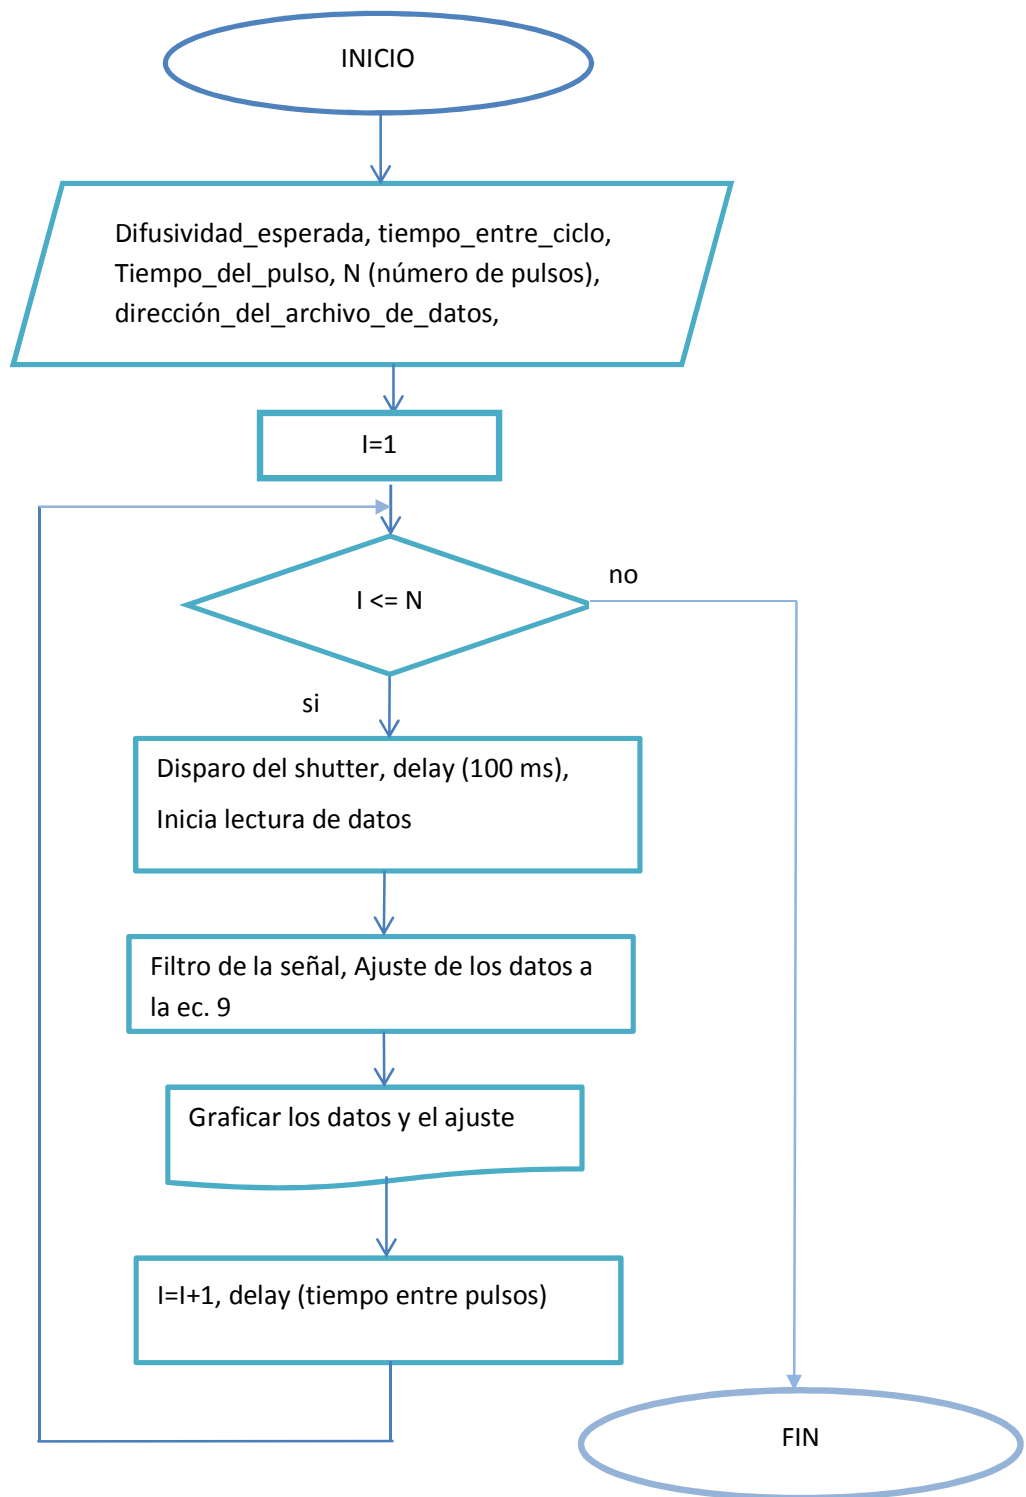 INICIO
Difusividad_esperada, tiempo_entre_ciclo,
Tiempo_del_pulso, N (número de pulsos),
dirección_del_archivo_de_datos,
I=1
I <= N
no
si
Disparo del shutter, delay (100 ms),
Inicia lectura de datos
Filtro de la señal, Ajuste de los datos a
la ec. 9
Graficar los datos y el ajuste
I=I+1, delay (tiempo entre pulsos)
FIN